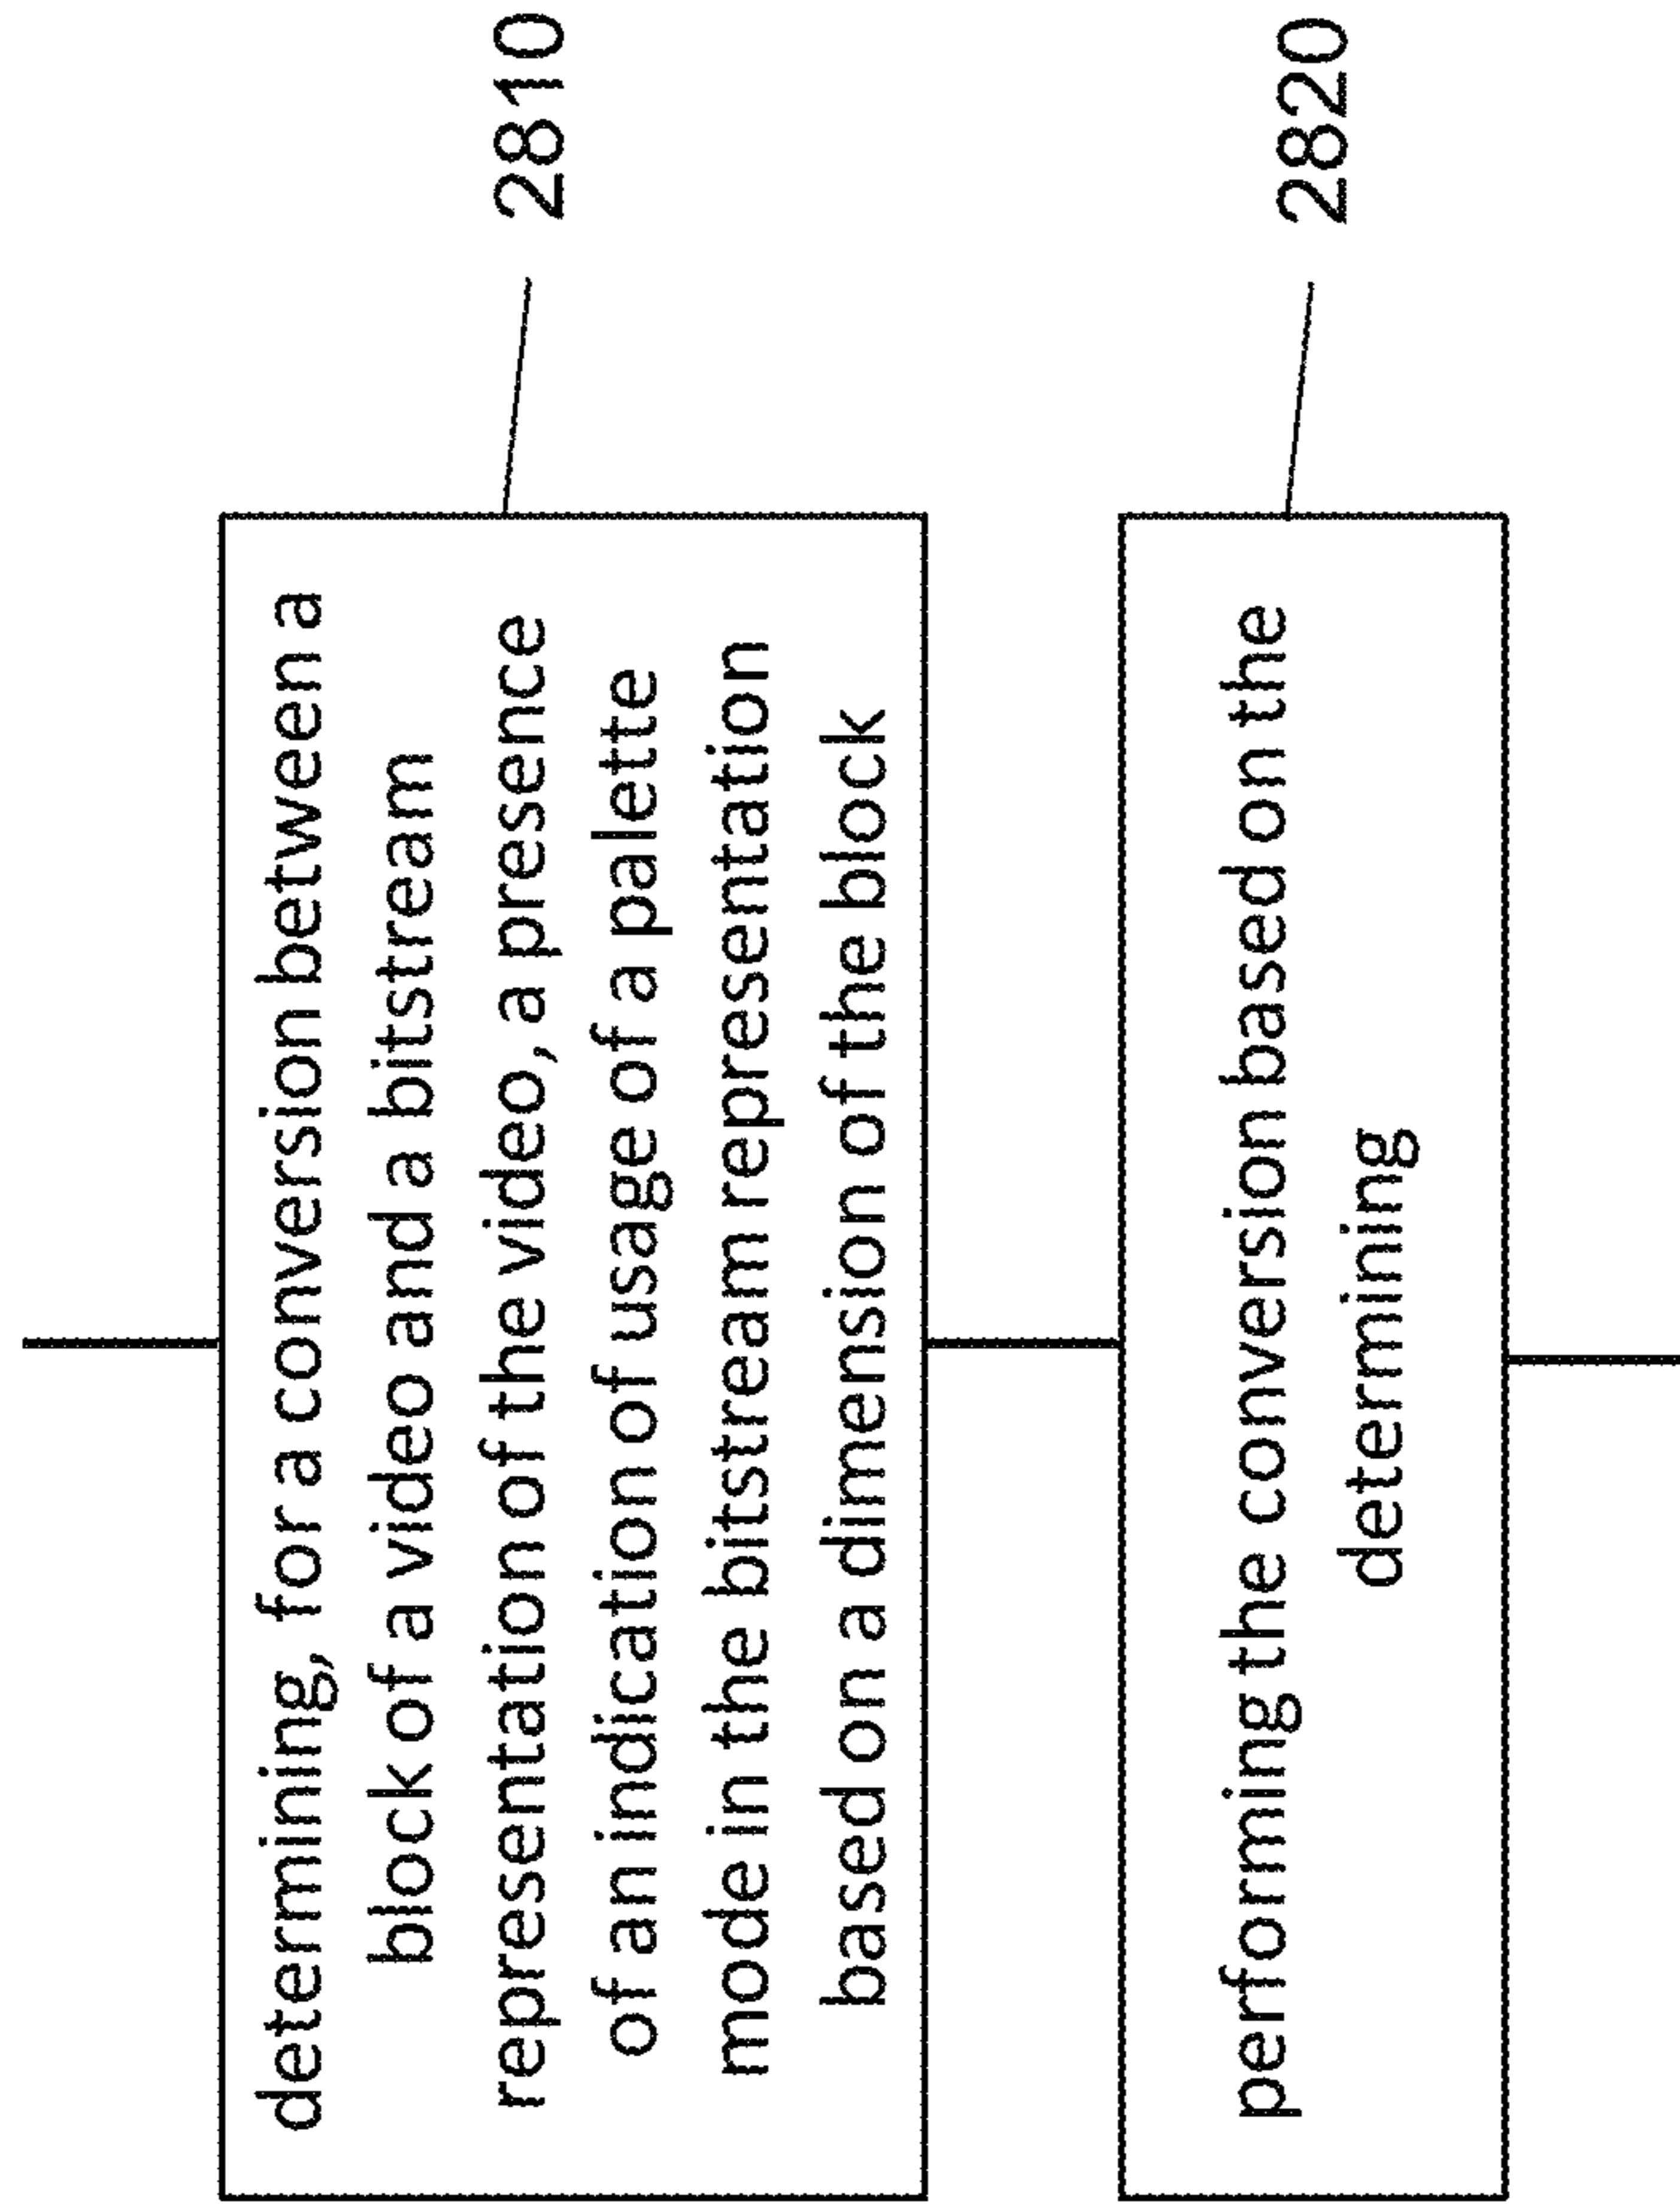 determining, for a conversion between a
block of a video and a bitstream
representation of the video, a presence
of an indication of usage of a palette
mode in the bitstream representation
based on a dimension of the block
2810
performing the conversion based on the
determining
2820